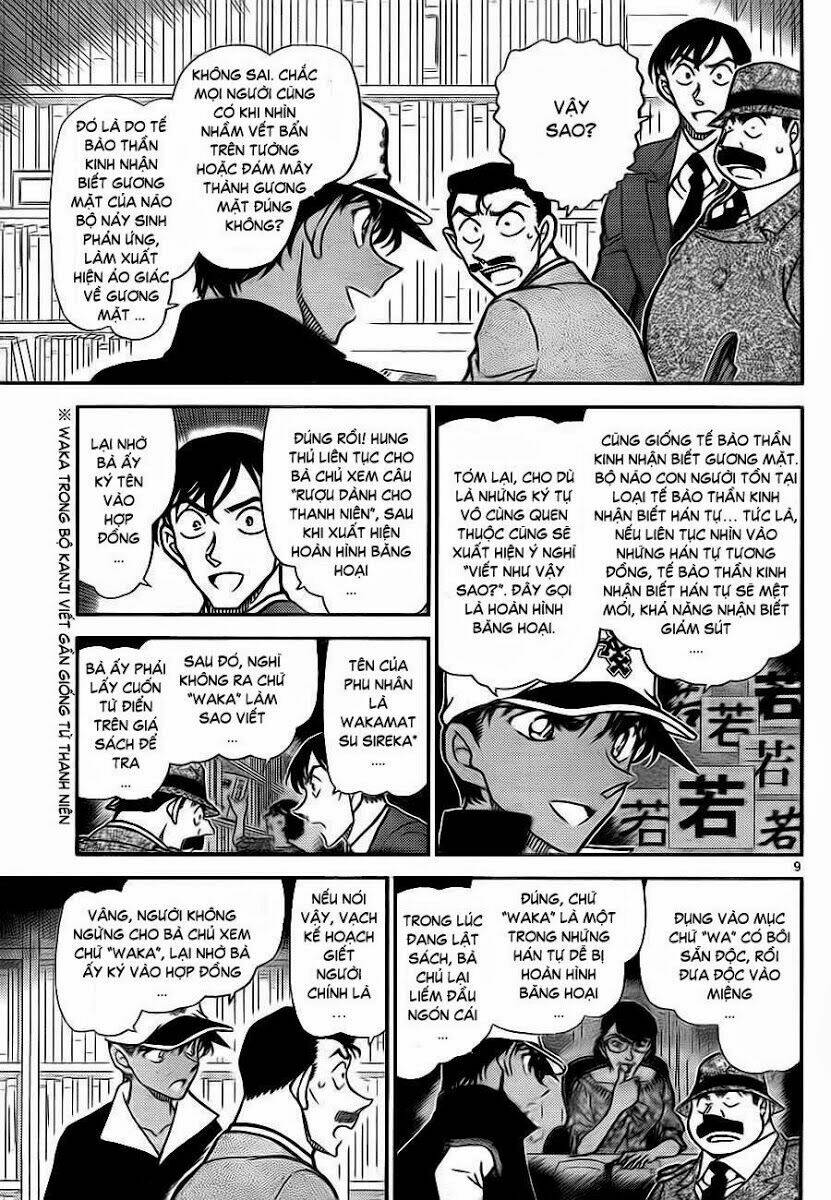 VẬY
SAO?
KHÔNG SAI. CHẮC
MỌI NGƯỜI CŨNG
CÓ KHI NHÌN
NHẦM VẾT BẨN
TRÊN TƯỜNG
HOẶC ĐÁM MÂY
THÀNH GƯƠNG
MẶT ĐÚNG
KHÔNG?
ĐÓ LÀ DO TẾ
BÀO THẦN
KINH NHẬN
BIẾT GƯƠNG
MẶT CỦA NÃO
BỘ NẢY SINH
PHẢN ỨNG,
LÀM XUẤT
HIỆN ẢO GIÁC
VỀ GƯƠNG
MẶT ...
CŨNG GIỐNG TẾ BÀO THẦN
KINH NHẬN BIẾT GƯƠNG MẶT.
BỘ NÃO CON NGƯỜI TỒN TẠI
LOẠI TẾ BÀO THẦN KINH
NHẬN BIẾT HÁN TỰ... TỨC LÀ,
NẾU LIÊN TỤC NHÌN VÀO
NHỮNG HÁN TỰ TƯƠNG
ĐỒNG, TẾ BÀO THẦN KINH
NHẬN BIẾT HÁN TỰ SẼ MỆT
MỎI, KHẢ NĂNG NHẬN BIẾT
GIẢM SÚT
....
TÓM LẠI, CHO DÙ
LÀ NHỮNG KÝ TỰ
VÔ CÙNG QUEN
THUỘC CŨNG SẼ
XUẤT HIỆN Ý NGHĨ
"VIẾT NHƯ VẬY
SAO?". ĐÂY GỌI
LÀ HOÀN HÌNH
BĂNG HOẠI.
若
若
若
若
若
若
ĐÚNG RỒI! HUNG
THỦ LIÊN TỤC CHO
BÀ CHỦ XEM CÂU
"RƯỢU DÀNH CHO
THANH NIÊN", SAU
KHI XUẤT HIỆN
HOÀN HÌNH BĂNG
HOẠI
...
LẠI NHỜ
BÀ ẤY
KÝ TÊN
VÀO
HỢP
ĐỒNG
...
※ WAKA TRONG BỘ KANJI VIẾT GẦN GIỐNG TỪ THANH NIÊN
TÊN CỦA
PHU NHÂN
LÀ
WAKAMAT
SU SIREKA*
....
SAU ĐÓ, NGHĨ
KHÔNG RA CHỮ
"WAKA" LÀM
SAO VIẾT
...
BÀ ẤY PHẢI
LẤY CUỐN
TỪ ĐIỂN
TRÊN GIÁ
SÁCH ĐỂ
TRA
...
9
ĐỤNG VÀO MỤC
CHỮ "WA" CÓ BÔI
SẴN ĐỘC, RỒI
ĐƯA ĐỘC VÀO
MIỆNG
...
ĐÚNG, CHỮ
"WAKA" LÀ MỘT
TRONG NHỮNG
HÁN TỰ DỄ BỊ
HOÀN HÌNH
BĂNG HOẠI
....
TRONG LÚC
ĐANG LẬT
SÁCH, BÀ
CHỦ LẠI
LIẾM ĐẦU
NGÓN CÁI
...
NẾU NÓI
VẬY, VẠCH
KẾ HOẠCH
GIẾT
NGƯỜI
CHÍNH LÀ
...
VÂNG, NGƯỜI KHÔNG
NGỪNG CHO BÀ CHỦ XEM
CHỮ "WAKA", LẠI NHỜ BÀ
ẤY KÝ VÀO HỢP ĐỒNG
...